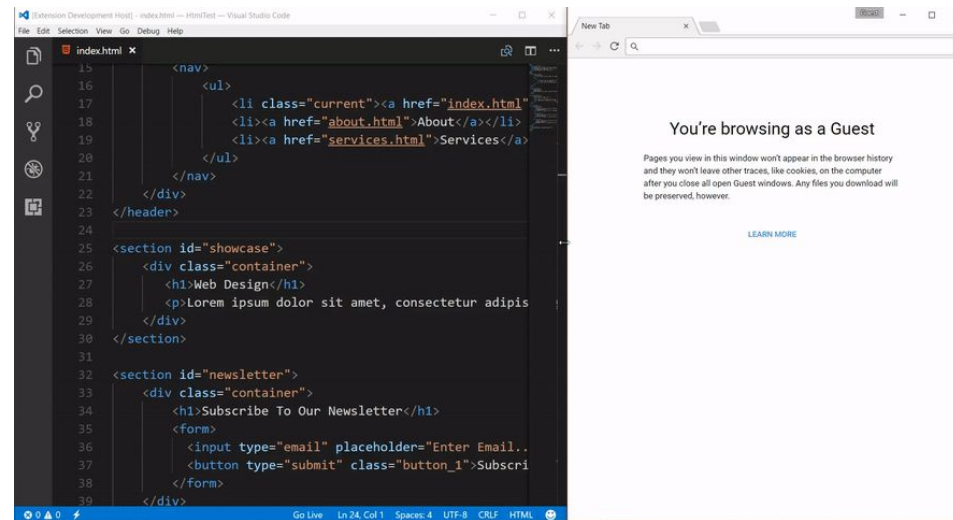 [Extension Development Host] - index.html — HtmlTest — Visual Studio Code
File Edit Selection View Go Debug Help
index.html
15 <nav>
16 <ul>
17 <li class="current"><a href="index.html"
18 <li><a href="about.html">About</a></li>
19 <li><a href="services.html">Services</a>
20 </ul>
21 </nav>
22 </div>
23 </header>
24
25 <section id="showcase">
26 <div class="container">
27 <h1>Web Design</h1>
28 <p>Lorem ipsum dolor sit amet, consectetur adipis
29 </div>
30 </section>
31
32 <section id="newsletter">
33 <div class="container">
34 <h1>Subscribe To Our Newsletter</h1>
35 <form>
36 <input type="email" placeholder="Enter Email..
37 <button type="submit" class="button_1">Subscri
38 </form>
39 </div>
0 0 Go Live Ln 24, Col 1 Spaces: 4 UTF-8 CRLF HTML
New Tab
Guest
You're browsing as a Guest
Pages you view in this window won't appear in the browser history
and they won't leave other traces, like cookies, on the computer
after you close all open Guest windows. Any files you download will
be preserved, however.
LEARN MORE